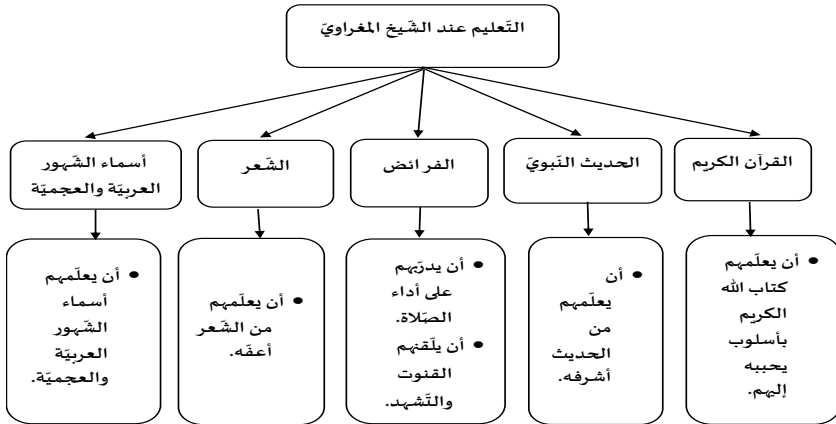 التّعليم عند الشّيخ المغراويّ
القرآن الكريم
الحديث النّبويّ
الفرائض
الشّعر
أسماء الشّهور
العربيّة والعجميّة
• أن يعلّمهم
كتاب الله
الكريم
بأسلوب
يحببه
إليهم.
• أن
يعلّمهم
من
الحديث
أشرفه.
• أن يدرّبهم
على أداء
الصّلاة.
• أن يلّقنهم
القنوت
والتّشهد.
• أن يعلّمهم
من الشّعر
أعفّه.
• أن يعلّمهم
أسماء
الشّهور
العربيّة
والعجميّة.